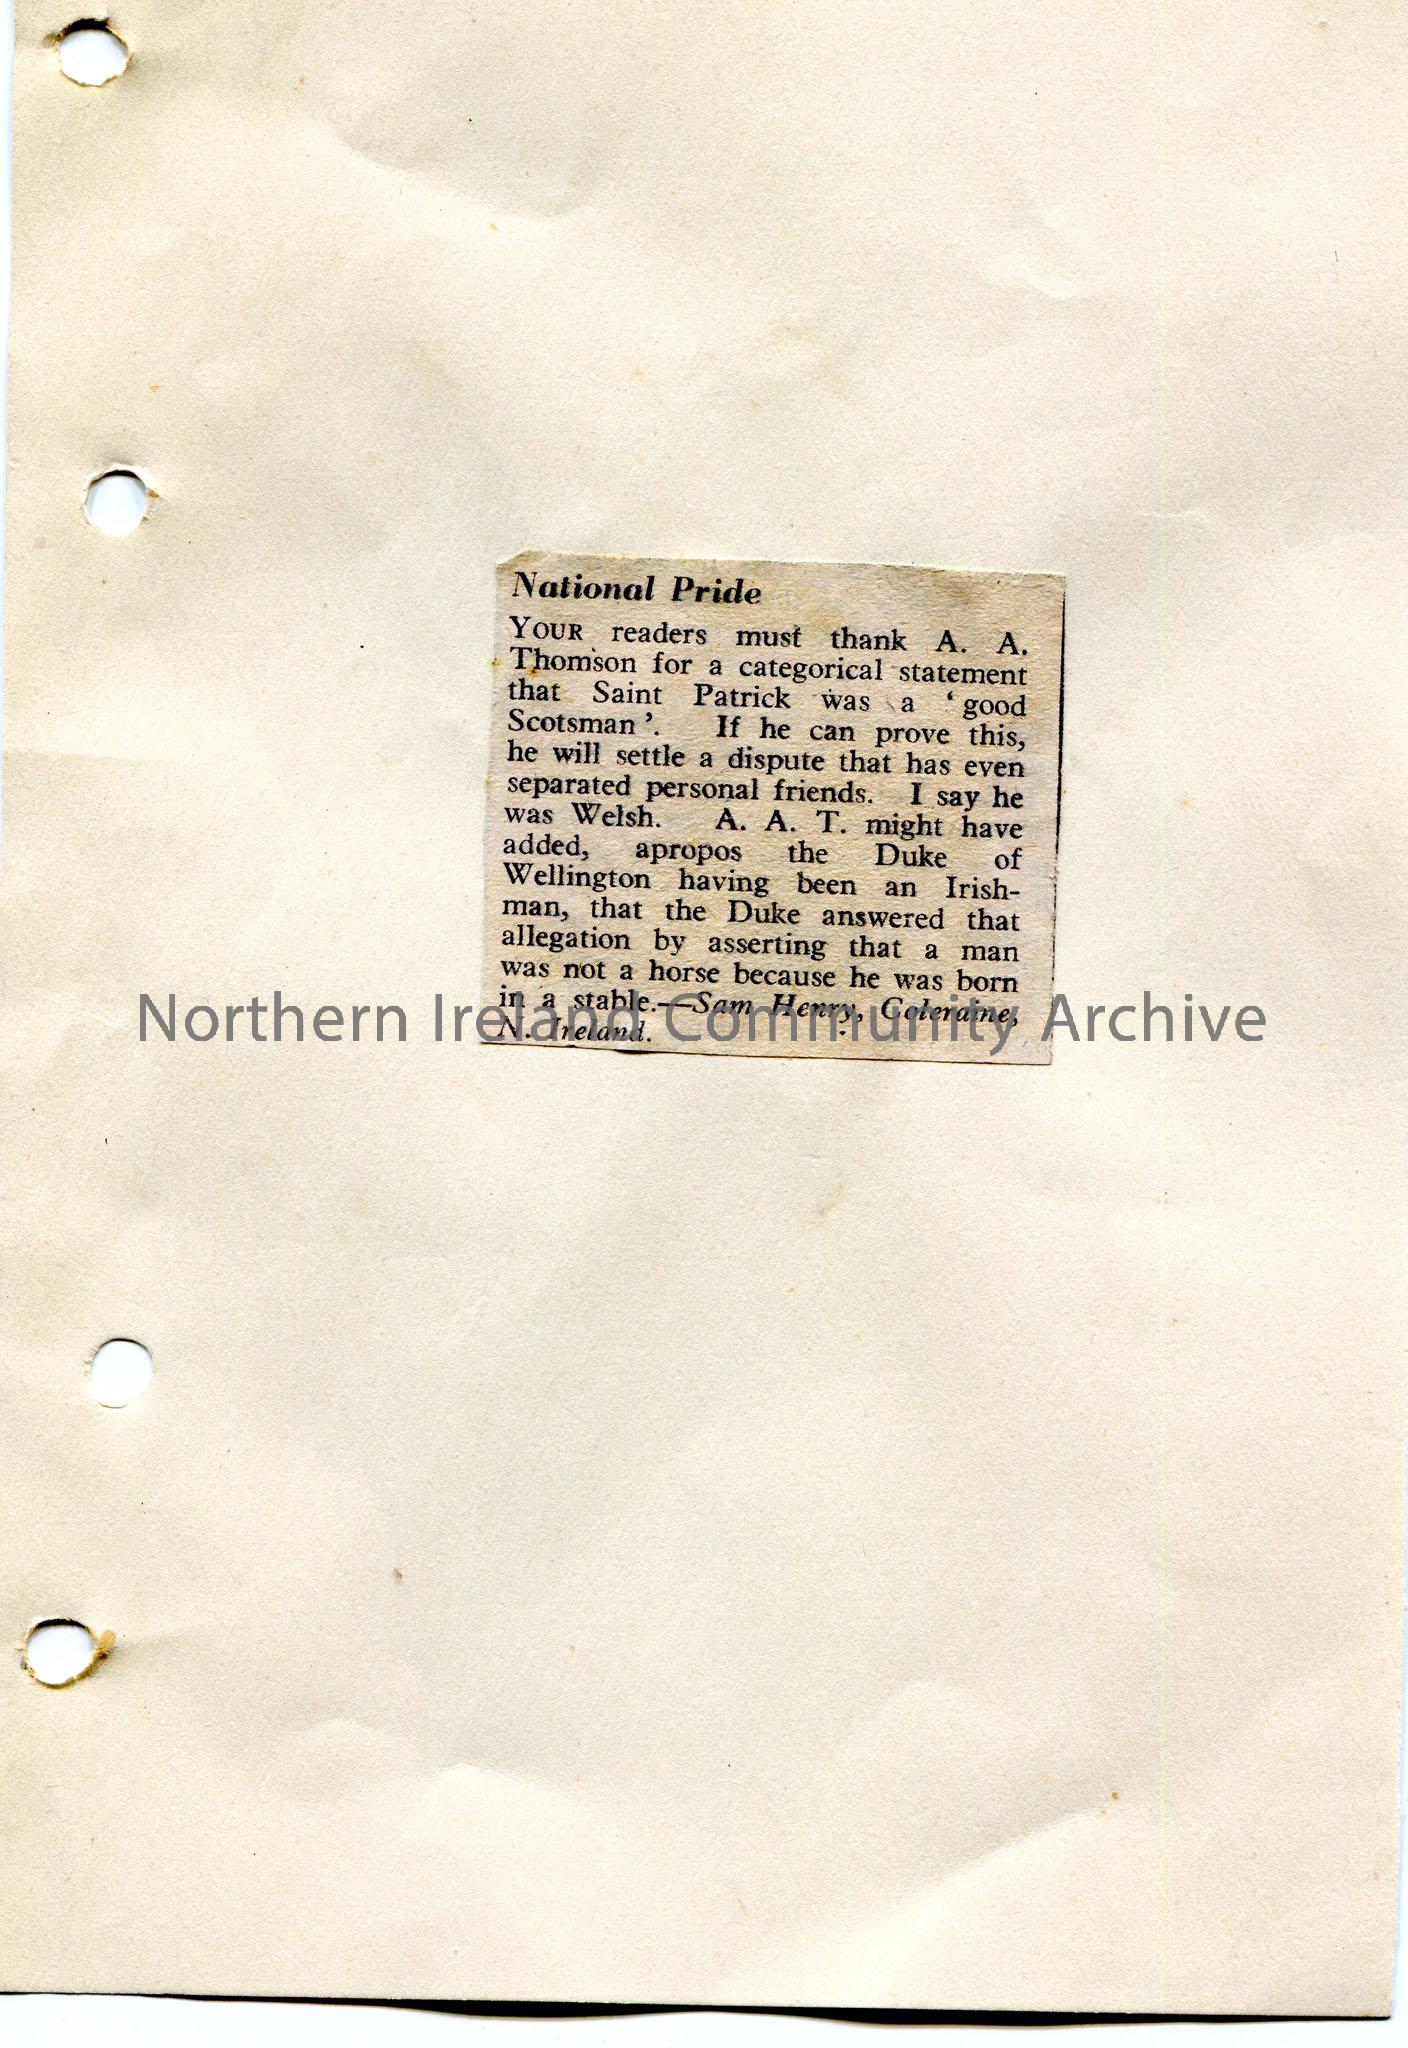 National Pride
YOUR readers must thank A. A.
Thomson for a categorical statement
that Saint Patrick was a ‘good
Scotsman’. If he can prove this,
he will settle a dispute that has even
separated personal friends. I say he
was Welsh. A. A. T. might have
added, apropos the Duke of
Wellington having been an Irish-
man, that the Duke answered that
allegation by asserting that a man
was not a horse because he was born
in a stable.—Sam Henry, Coleraine,
N. Ireland.
Northern Ireland Community Archive